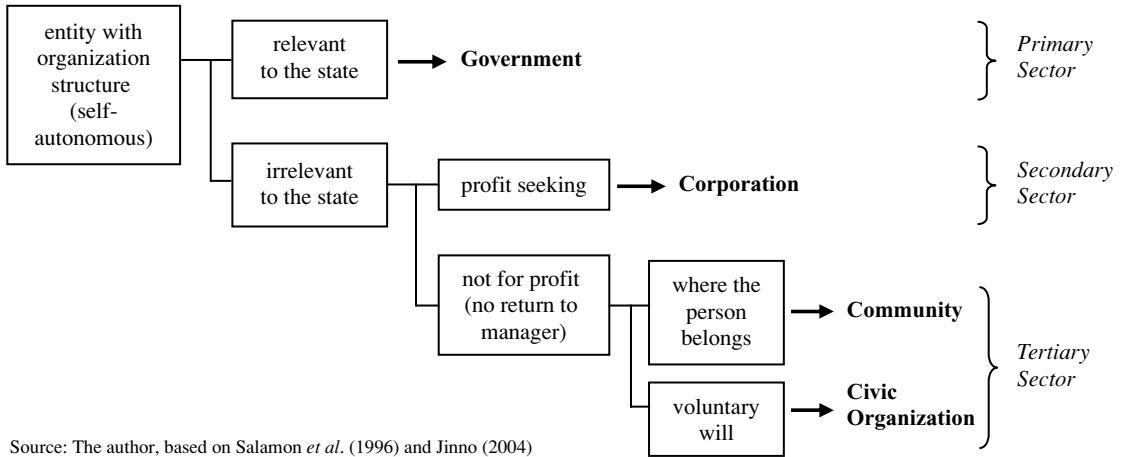 entity with
organization
structure
(self-
autonomous)
relevant
to the state
Government
Primary
Sector
irrelevant
to the state
profit seeking
Corporation
Secondary
Sector
not for profit
(no return to
manager)
where the
person
belongs
Community
voluntary
will
Civic
Organization
Tertiary
Sector
Source: The author, based on Salamon et al. (1996) and Jinno (2004)